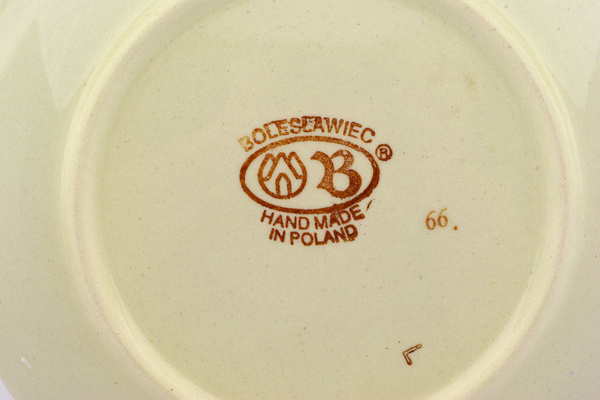 BOLESŁAWIEC
B ®
HAND MADE
IN POLAND
66.